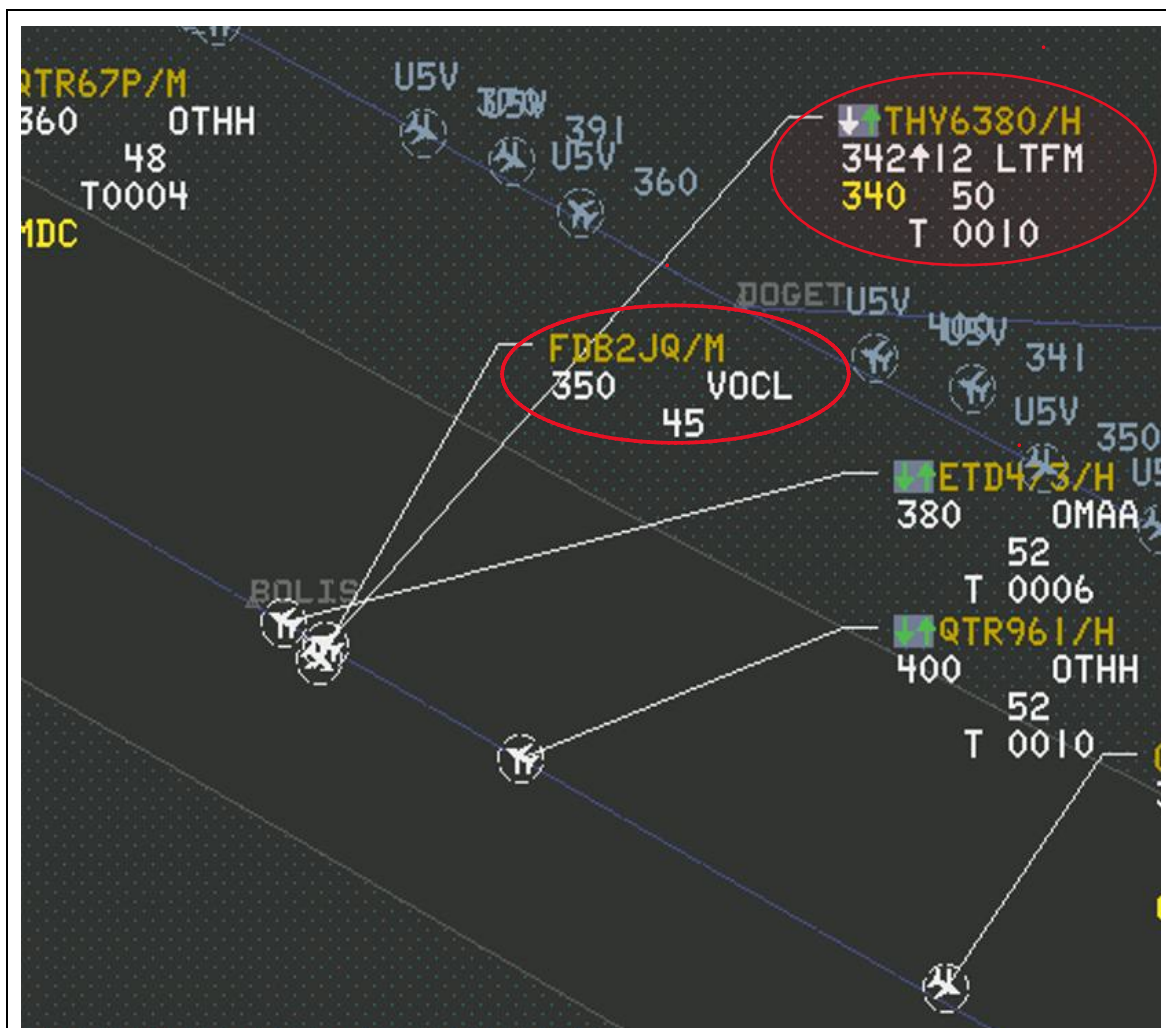 QTR67P/M
360 OTHH
48
T0004
MDC
U5V
391
U5V
360
THY6380/H
342↑12 LTFM
340 50
T 0010
DOGET
U5V
341
U5V
350
FDB2JQ/M
350 VOCL
45
ETD473/H
380 OMAA
52
T 0006
BOLIS
QTR961/H
400 OTHH
52
T 0010